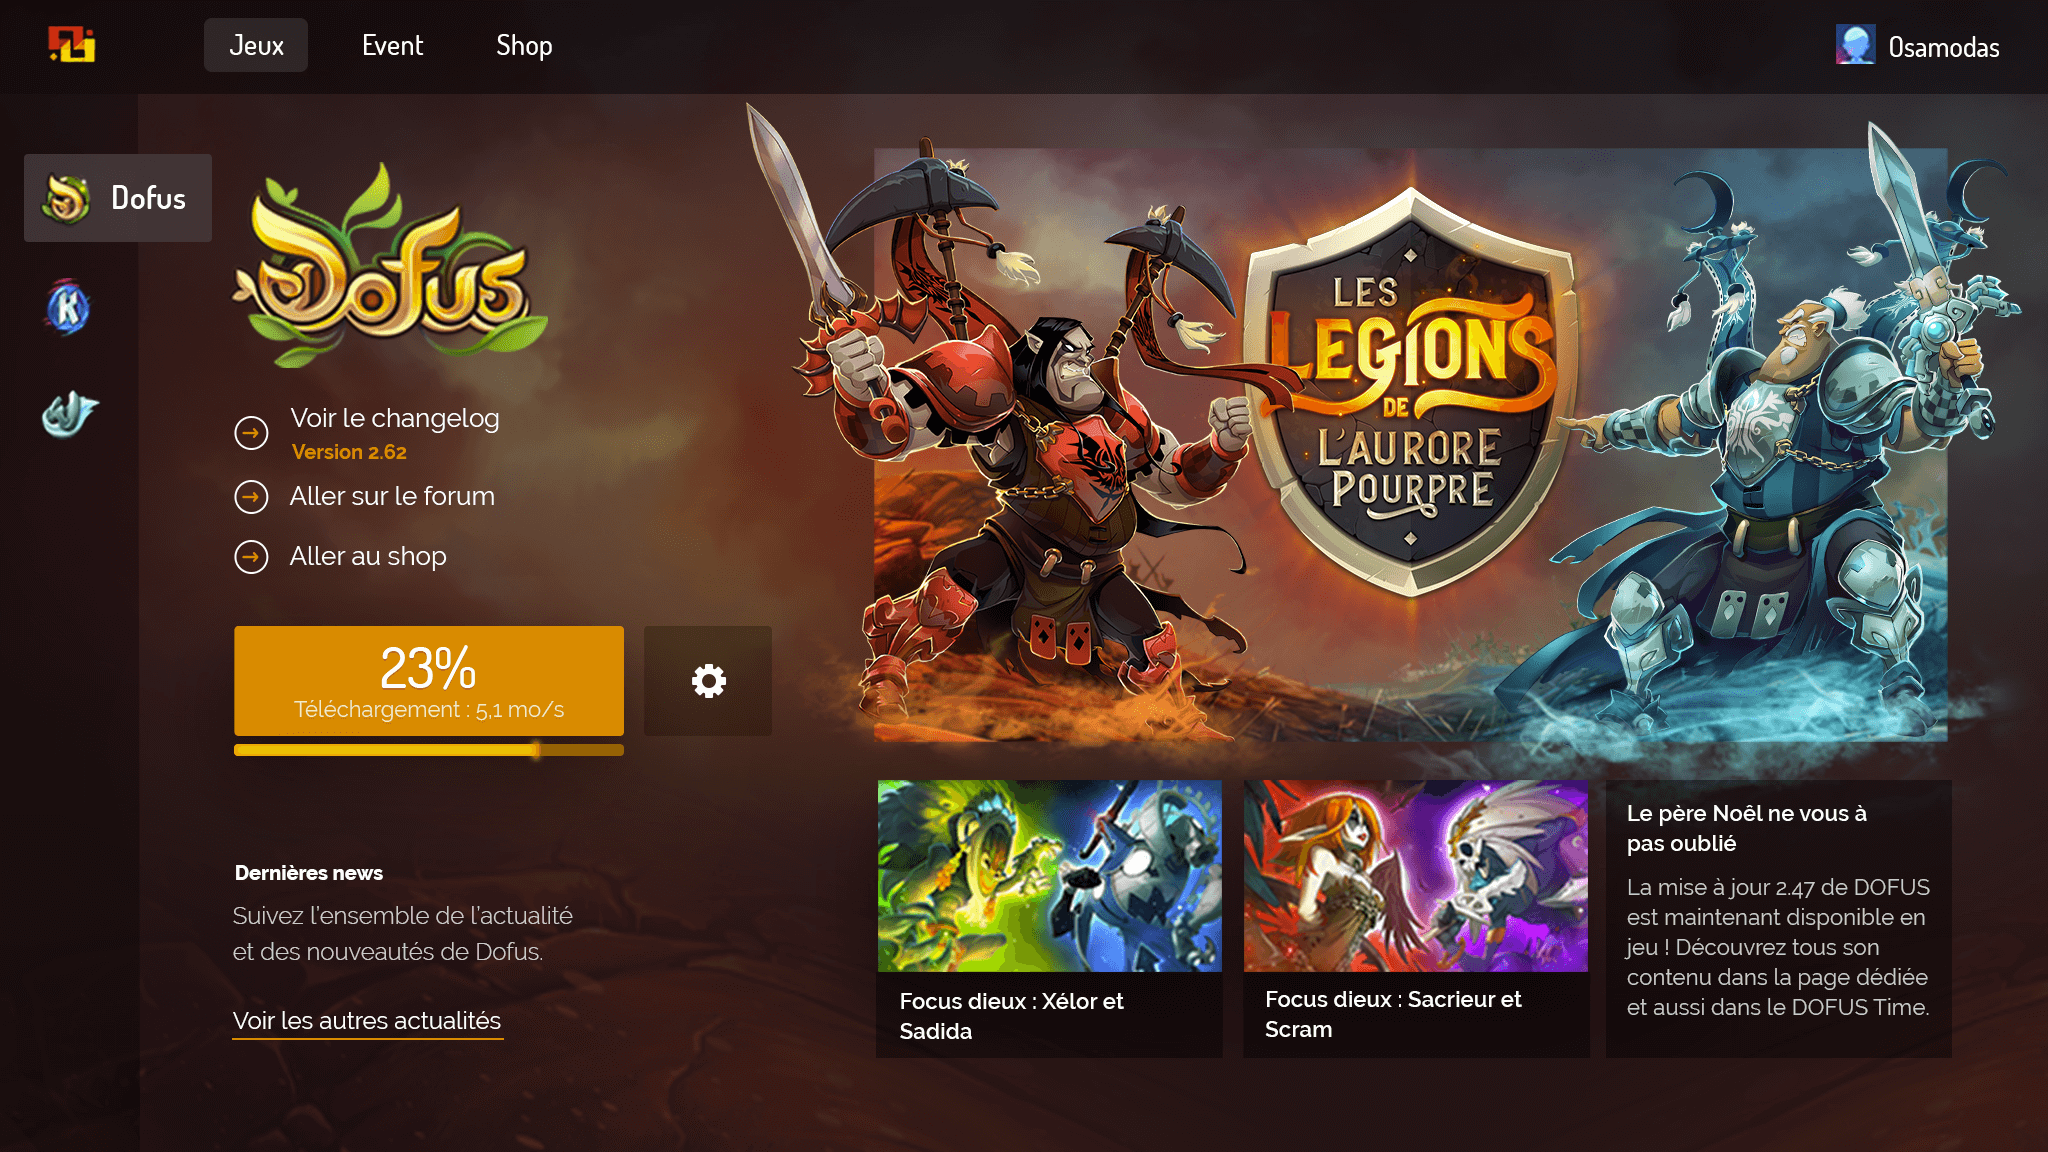 Jeux
Event
Shop
Osamodas
Dofus
K
Dofus
Voir le changelog
Version 2.62
Aller sur le forum
Aller au shop
23%
Téléchargement : 5,1 mo/s
LES
LEGIONS
DE
L'AURORE
POURPRE
Dernières news
Suivez l'ensemble de l'actualité
et des nouveautés de Dofus.
Voir les autres actualités
Focus dieux : Xélor et
Sadida
Focus dieux : Sacrieur et
Scram
Le père Noêl ne vous à
pas oublié
La mise à jour 2.47 de DOFUS
est maintenant disponible en
jeu ! Découvrez tous son
contenu dans la page dédiée
et aussi dans le DOFUS Time.